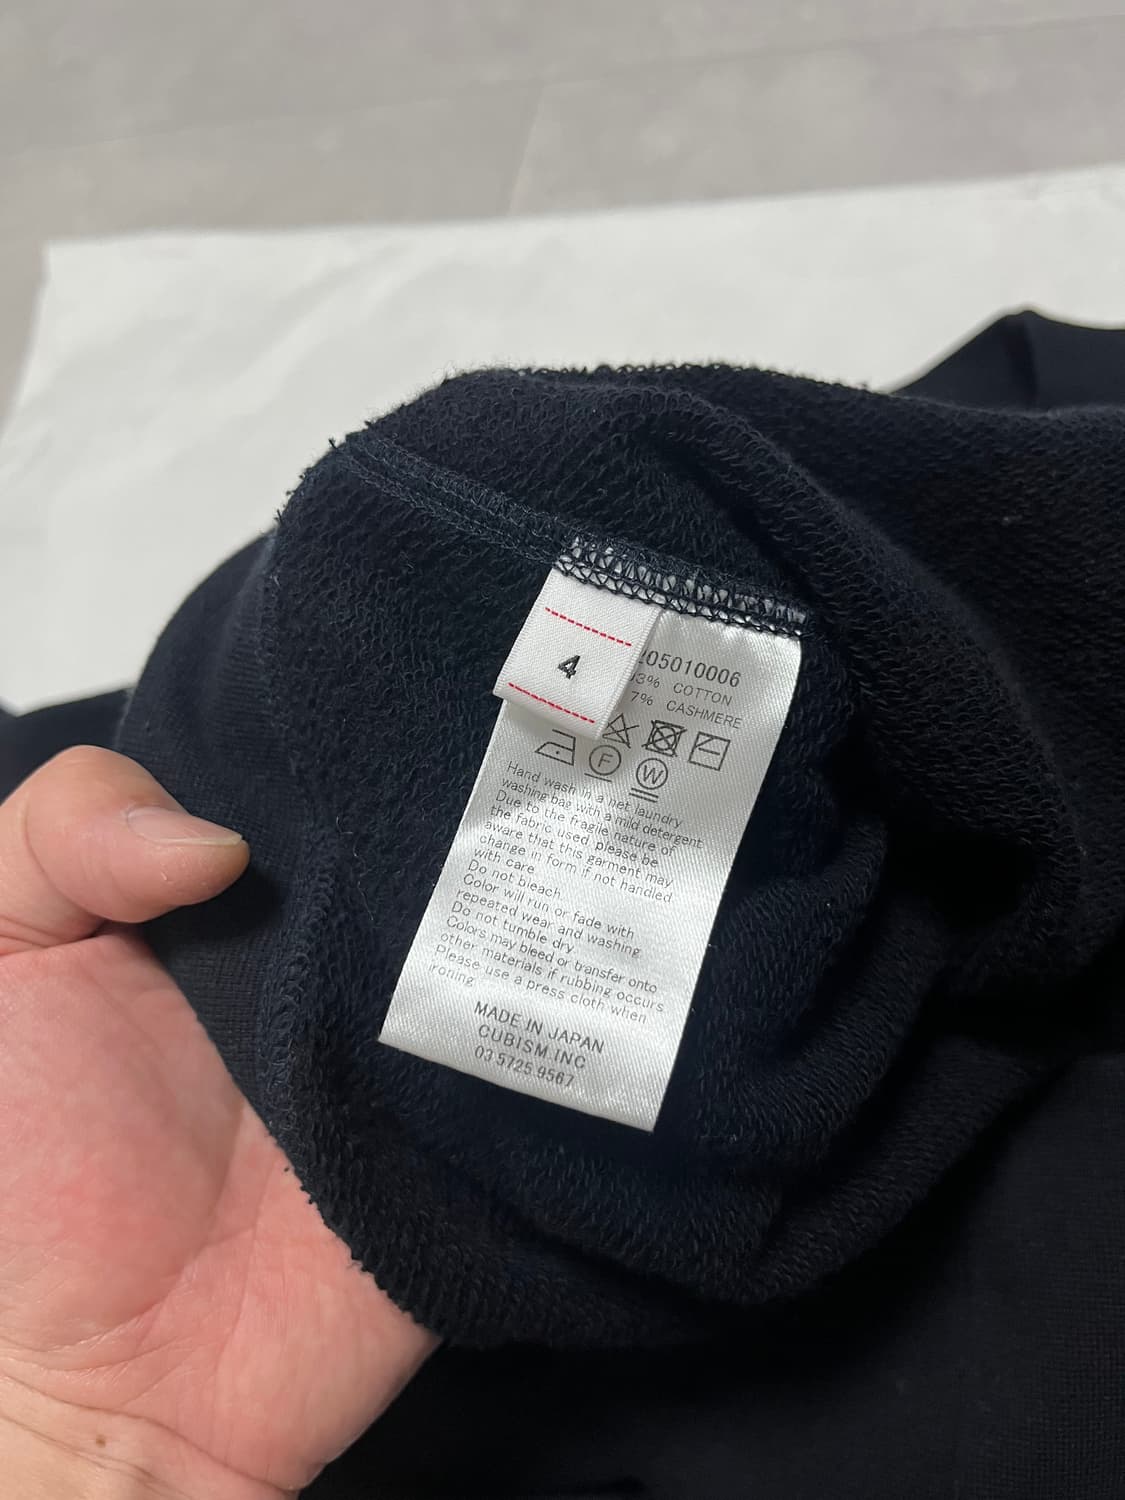 4
05010006
3% COTTON
7% CASHMERE
F
W
Hand wash in a net laundry
washing bag with a mild detergent
Due to the fragile nature of
the fabric used, please be
aware that this garment may
change in form if not handled
with care
Do not bleach
Color will run or fade with
repeated wear and washing.
Do not tumble dry.
Colors may bleed or transfer onto
other materials if rubbing occurs
Please use a press cloth when
ironing.
MADE IN JAPAN
CUBISM.INC
03 5725 9567